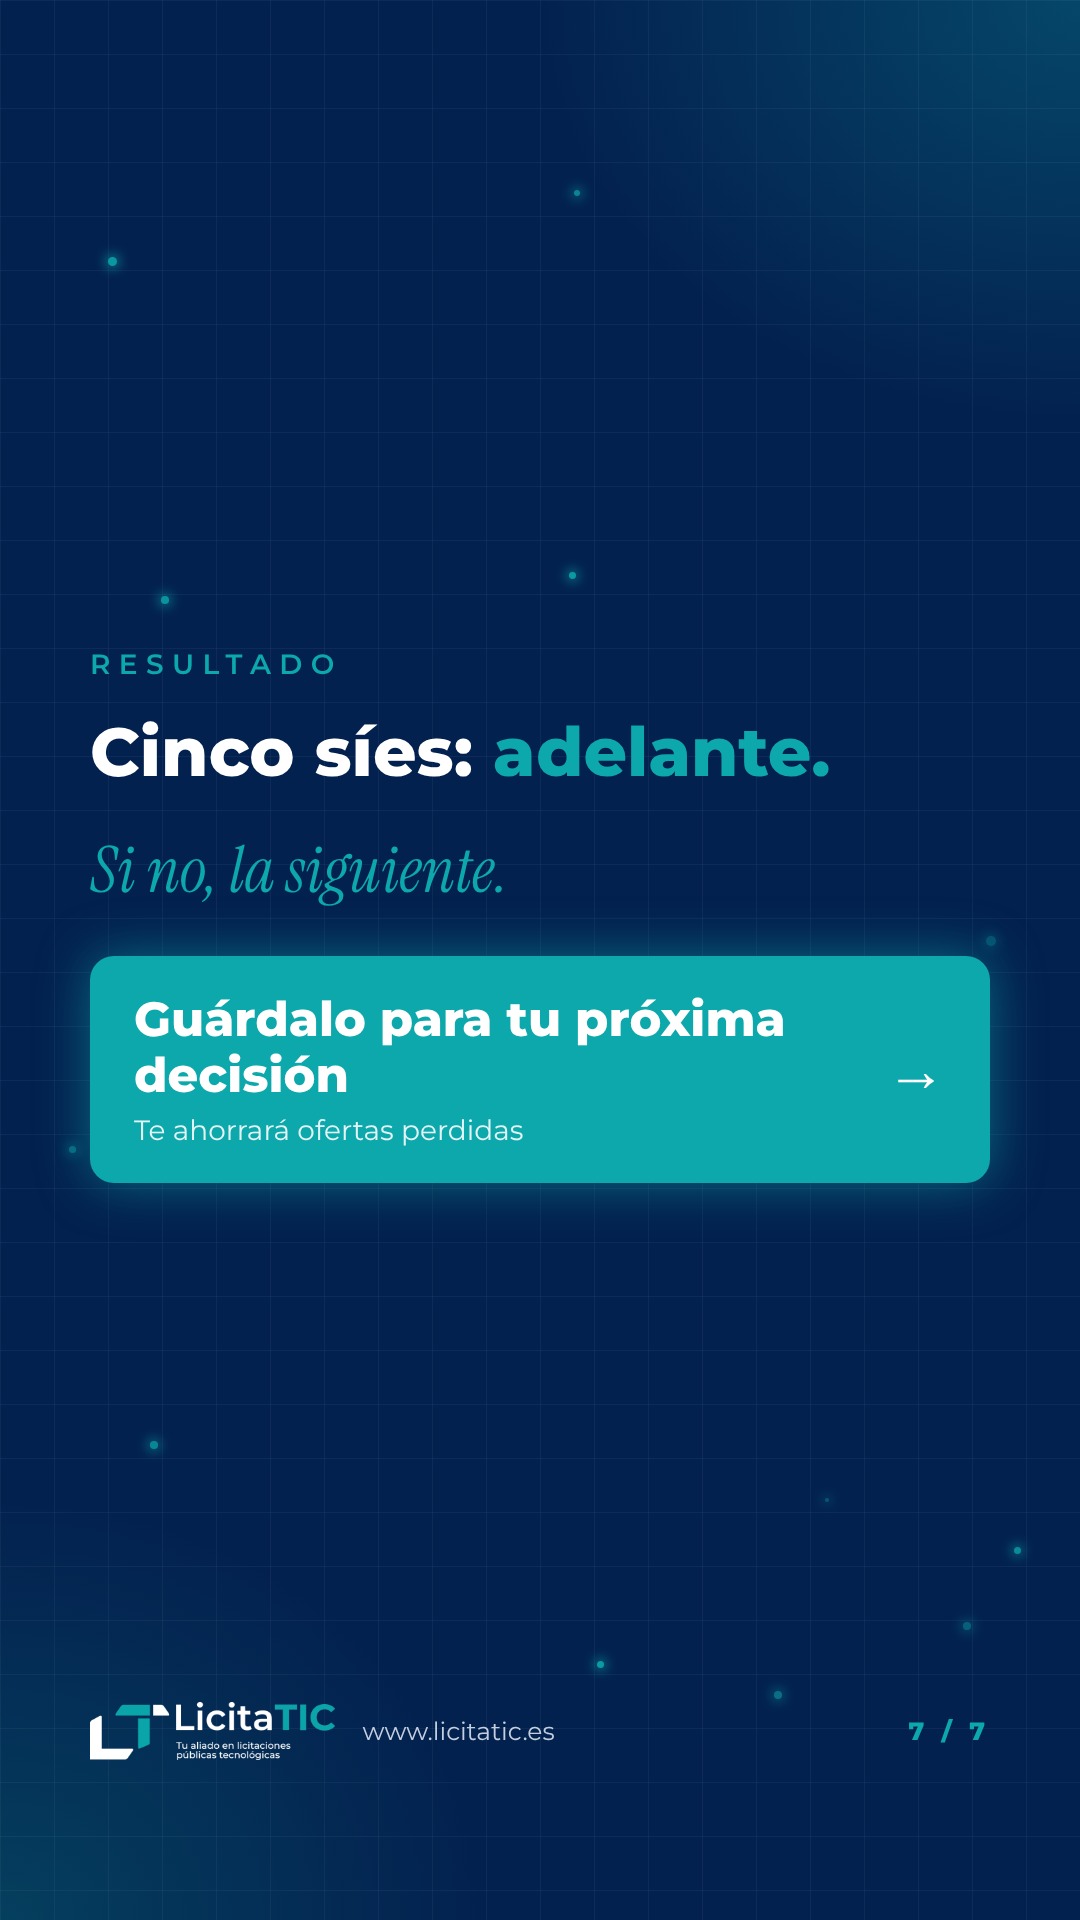 RESULTADO
Cinco síes: adelante.
Si no, la siguiente.
Guárdalo para tu próxima
decisión
→
Te ahorrará ofertas perdidas
LicitaTIC
Tu aliado en licitaciones
públicas tecnológicas
www.licitatic.es
7 / 7